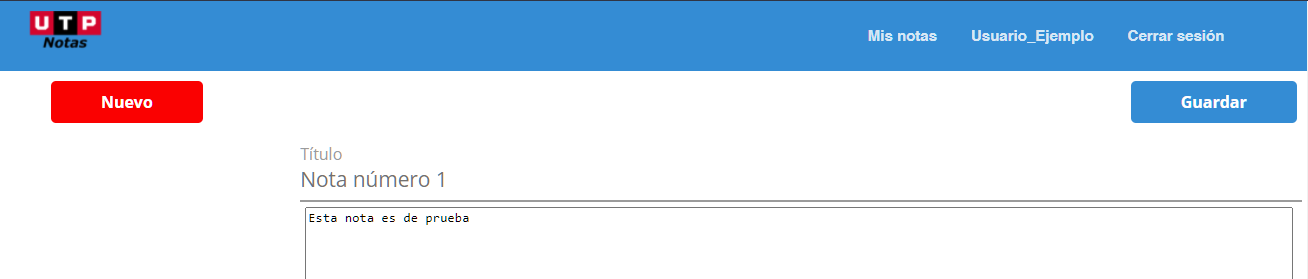 UTP
Notas
Mis notas
Usuario_Ejemplo
Cerrar sesión
Nuevo
Guardar
Título
Nota número 1
Esta nota es de prueba